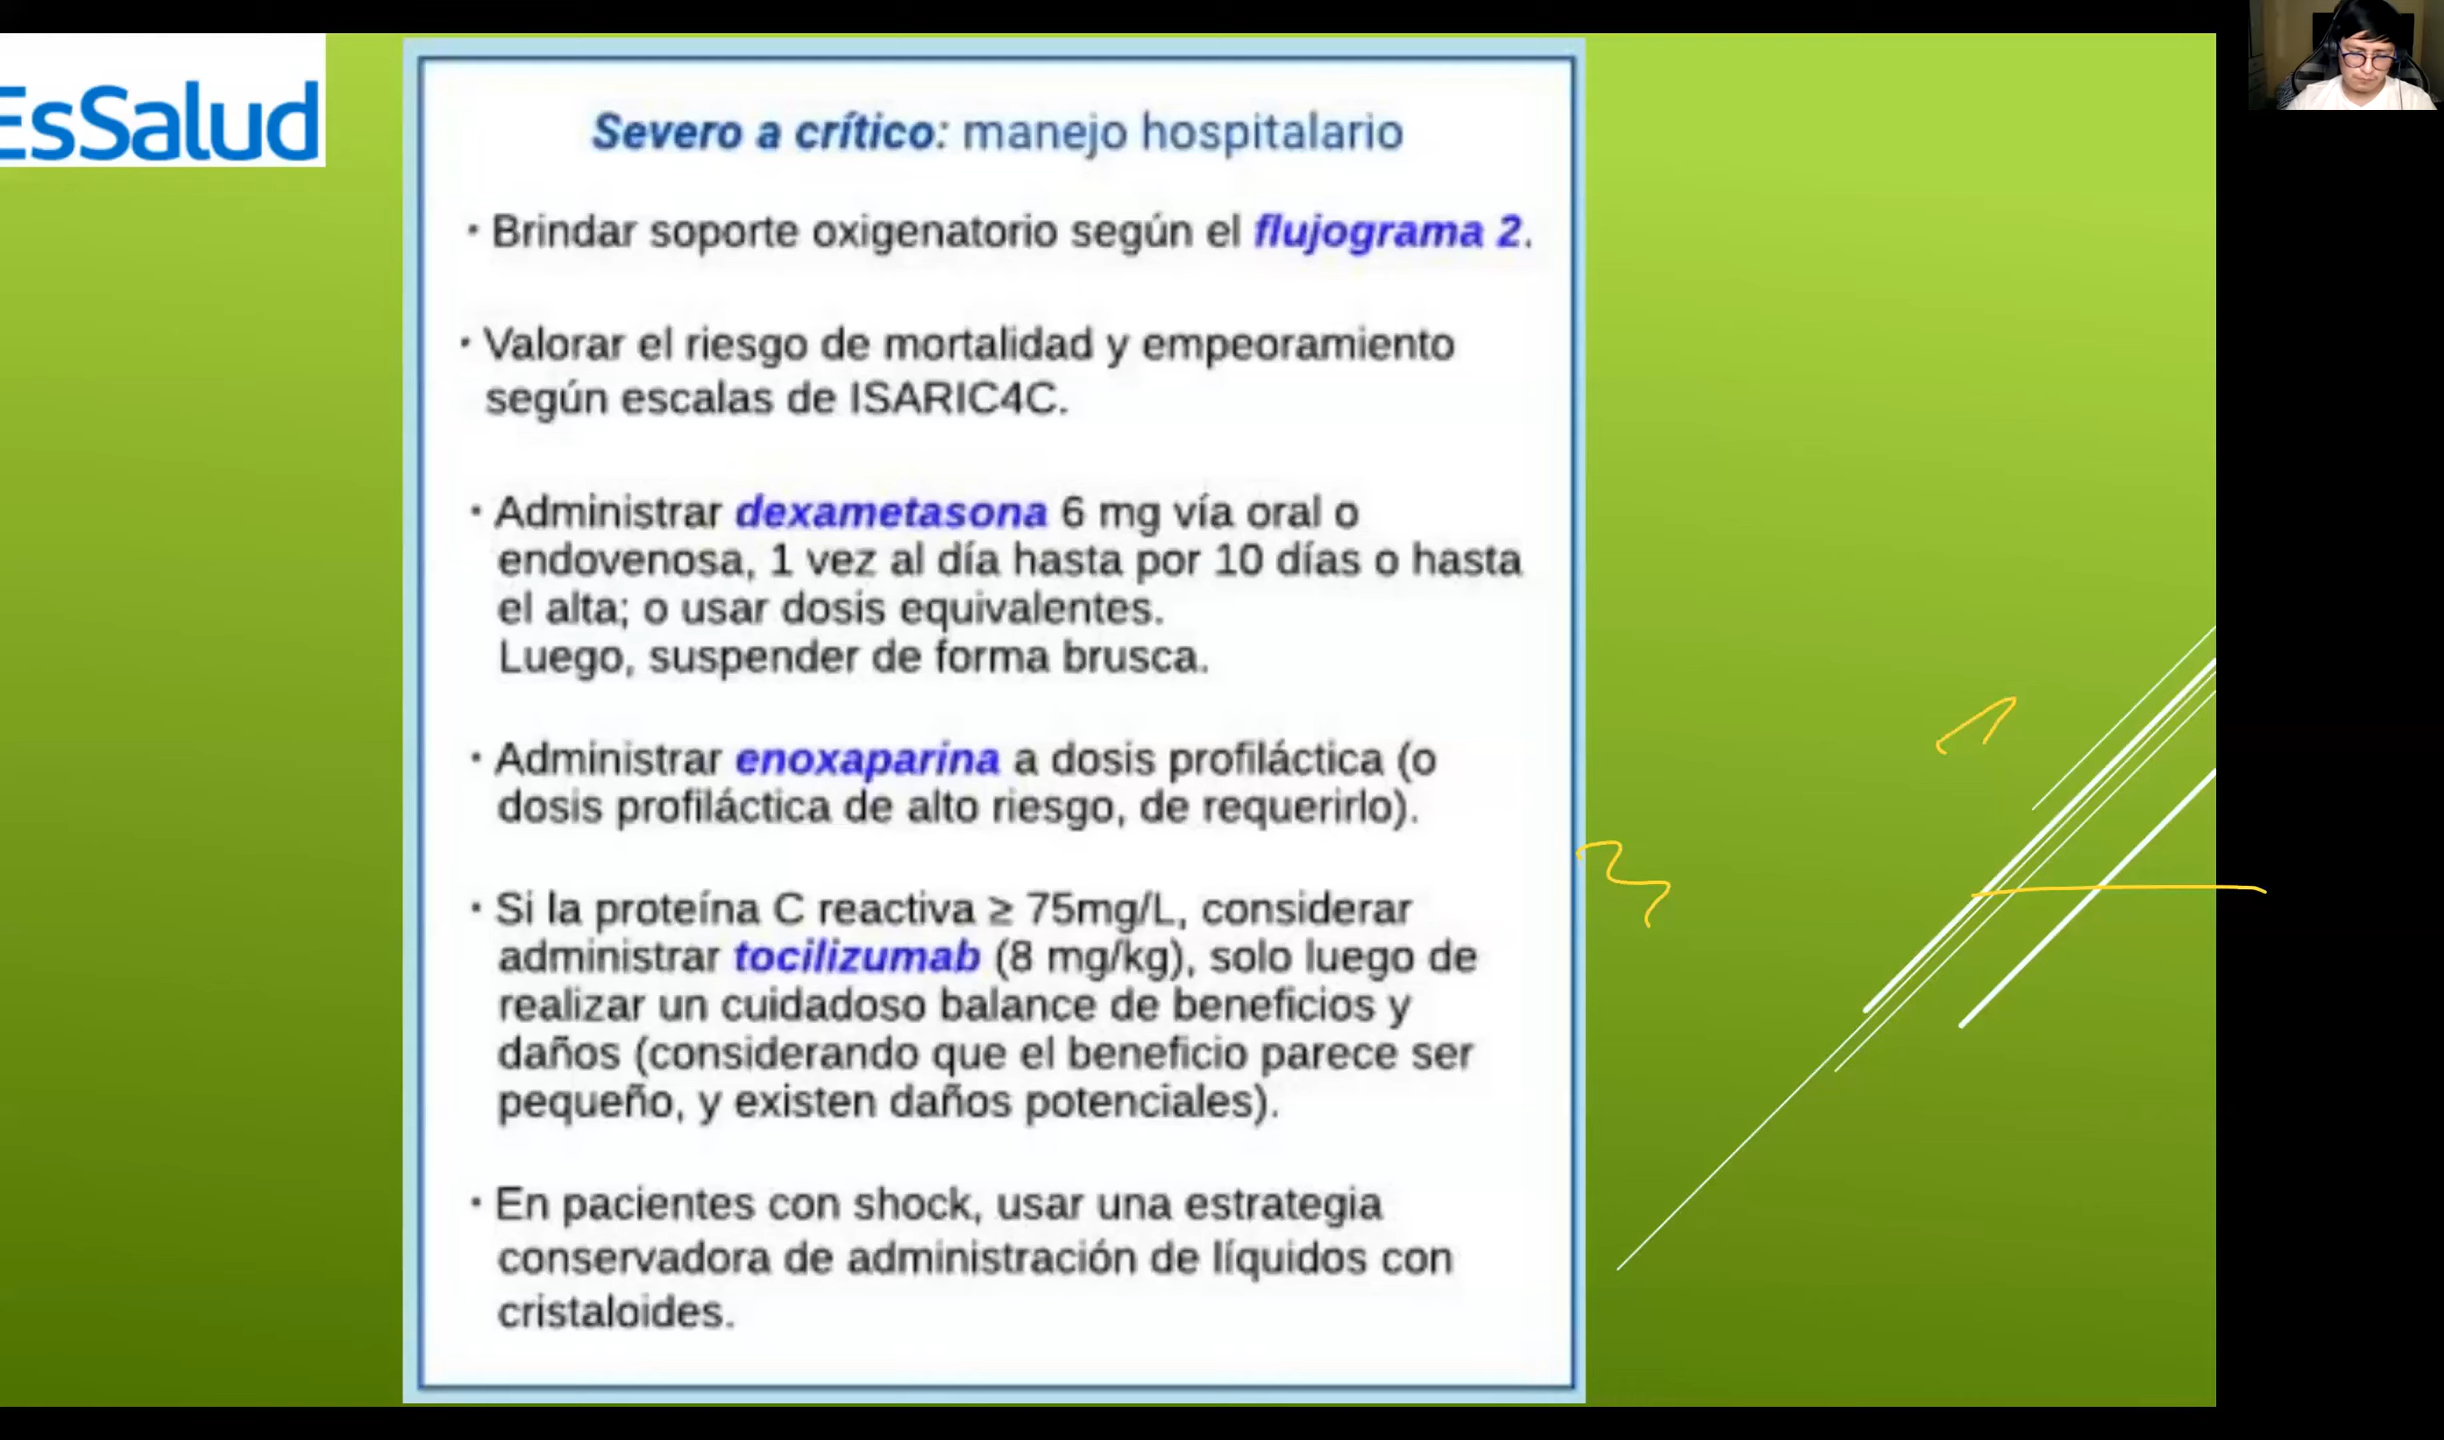 EsSalud
Severo a crítico: manejo hospitalario
· Brindar soporte oxigenatorio según el flujograma 2.
· Valorar el riesgo de mortalidad y empeoramiento
según escalas de ISARIC4C.
· Administrar dexametasona 6 mg vía oral o
endovenosa, 1 vez al día hasta por 10 días o hasta
el alta; o usar dosis equivalentes.
Luego, suspender de forma brusca.
· Administrar enoxaparina a dosis profiláctica (o
dosis profiláctica de alto riesgo, de requerirlo).
· Si la proteína C reactiva ≥ 75mg/L, considerar
administrar tocilizumab (8 mg/kg), solo luego de
realizar un cuidadoso balance de beneficios y
daños (considerando que el beneficio parece ser
pequeño, y existen daños potenciales).
· En pacientes con shock, usar una estrategia
conservadora de administración de líquidos con
cristaloides.